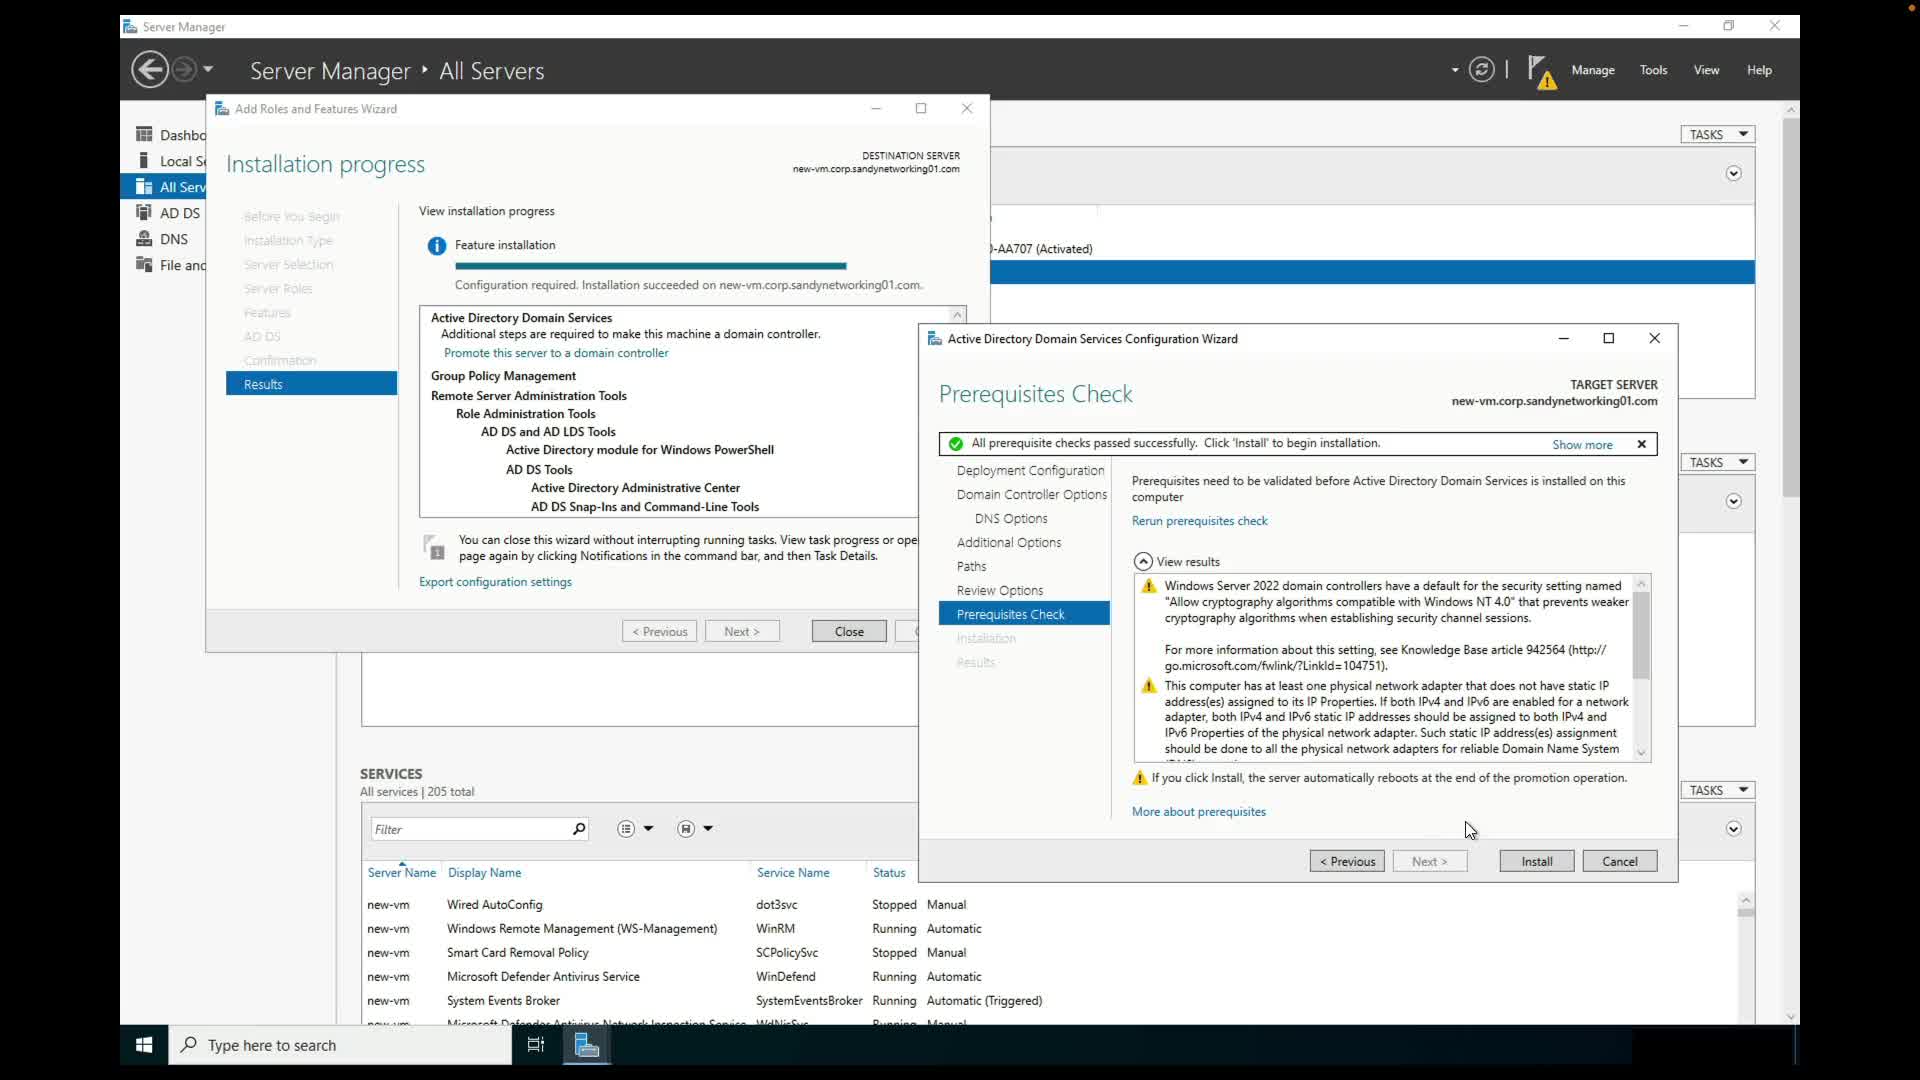 Server Manager
Server Manager ‣ All Servers
Manage Tools View Help
Dashbo
Local Se
All Serv
AD DS
DNS
File and
TASKS
-AA707 (Activated)
TASKS
Add Roles and Features Wizard
Installation progress
DESTINATION SERVER
new-vm.corp.sandynetworking01.com
Before You Begin
Installation Type
Server Selection
Server Roles
Features
AD DS
Confirmation
Results
View installation progress
Feature installation
Configuration required. Installation succeeded on new-vm.corp.sandynetworking01.com.
Active Directory Domain Services
Additional steps are required to make this machine a domain controller.
Promote this server to a domain controller
Group Policy Management
Remote Server Administration Tools
Role Administration Tools
AD DS and AD LDS Tools
Active Directory module for Windows PowerShell
AD DS Tools
Active Directory Administrative Center
AD DS Snap-Ins and Command-Line Tools
You can close this wizard without interrupting running tasks. View task progress or ope
page again by clicking Notifications in the command bar, and then Task Details.
Export configuration settings
< Previous Next > Close
Active Directory Domain Services Configuration Wizard
Prerequisites Check
TARGET SERVER
new-vm.corp.sandynetworking01.com
All prerequisite checks passed successfully. Click 'Install' to begin installation.
Show more
Deployment Configuration
Domain Controller Options
DNS Options
Additional Options
Paths
Review Options
Prerequisites Check
Installation
Results
Prerequisites need to be validated before Active Directory Domain Services is installed on this
computer
Rerun prerequisites check
View results
Windows Server 2022 domain controllers have a default for the security setting named
"Allow cryptography algorithms compatible with Windows NT 4.0" that prevents weaker
cryptography algorithms when establishing security channel sessions.
For more information about this setting, see Knowledge Base article 942564 (http://
go.microsoft.com/fwlink/?LinkId=104751).
This computer has at least one physical network adapter that does not have static IP
address(es) assigned to its IP Properties. If both IPv4 and IPv6 are enabled for a network
adapter, both IPv4 and IPv6 static IP addresses should be assigned to both IPv4 and
IPv6 Properties of the physical network adapter. Such static IP address(es) assignment
should be done to all the physical network adapters for reliable Domain Name System
If you click Install, the server automatically reboots at the end of the promotion operation.
More about prerequisites
< Previous Next > Install Cancel
SERVICES
All services | 205 total
TASKS
Filter
Server Name Display Name Service Name Status
new-vm Wired AutoConfig dot3svc Stopped Manual
new-vm Windows Remote Management (WS-Management) WinRM Running Automatic
new-vm Smart Card Removal Policy SCPolicySvc Stopped Manual
new-vm Microsoft Defender Antivirus Service WinDefend Running Automatic
new-vm System Events Broker SystemEventsBroker Running Automatic (Triggered)
new-vm Microsoft Defender Antivirus Network Inspection Service WdNisSvc Running Manual
Type here to search